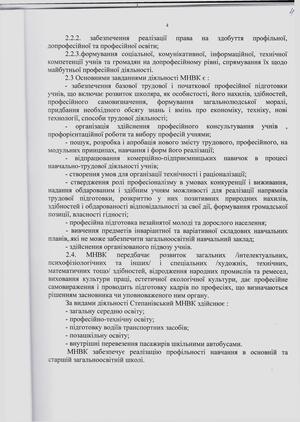 4
2.2.2. забезпечення реалізації права на здобуття профільної,
допрофесійної та професійної освіти;
2.2.3.формування соціальної, комунікативної, інформаційної, технічної
компетенції учнів та громадян на допрофесійному рівні, спрямування їх щодо
майбутньої професійної діяльності.
2.3 Основними завданнями діяльності МНВК є :
- забезпечення базової трудової і початкової професійної підготовки
учнів, що включає розвиток школяра, як особистості, його нахилів, здібностей,
професійного самовизначення, формування загальнолюдської моралі,
придбання необхідного обсягу знань і вмінь про економіку, техніку, нові
технології, способи трудової діяльності;
- організація здійснення професійного консультування учнів ,
профорієнтаційної роботи та вибору професій учнями;
- пошук, розробка і апробація нового змісту трудового, професійного, на
модульних принципах, навчання і форм його реалізації;
- відпрацювання комерційно-підприємницьких навичок в процесі
навчально-трудової діяльності учнів;
- створення умов для організації технічності і раціоналізації;
- ствердження ролі професіоналізму в умовах конкуренції і виживання,
надання обдарованим і здібним учням можливості для реалізації напрямків
трудової підготовки, розкриттю у них позитивних природних нахилів,
здібностей і обдарованості відповідальності за свої дії, формування громадської
позиції, власної гідності;
- професійна підготовка незайнятої молоді та дорослого населення;
- вивчення предметів інваріантної та варіативної складових навчальних
планів, які не може забезпечити загальноосвітній навчальний заклад;
- здійснення організованого підвозу учнів.
2.4. МНВК передбачає розвиток загальних /інтелектуальних,
психофізіологічних та інших/ і спеціальних /художніх, технічних,
математичних тощо/ здібностей, відродження народних промислів та ремесел,
виховання культури праці, естетичної екологічної культури, дає професійне
самовираження і проводить підготовку кадрів по професіях, що визначаються
рішенням засновника чи уповноваженого ним органу.
За видами діяльності Степанівський МНВК здійснює :
- загальну середню освіту;
- професійно-технічну освіту;
- підготовку водіїв транспортних засобів;
- позашкільну освіту;
- внутрішні перевезення пасажирів шкільними автобусами.
МНВК забезпечує реалізацію профільного навчання в основній та
старшій загальноосвітній школі.